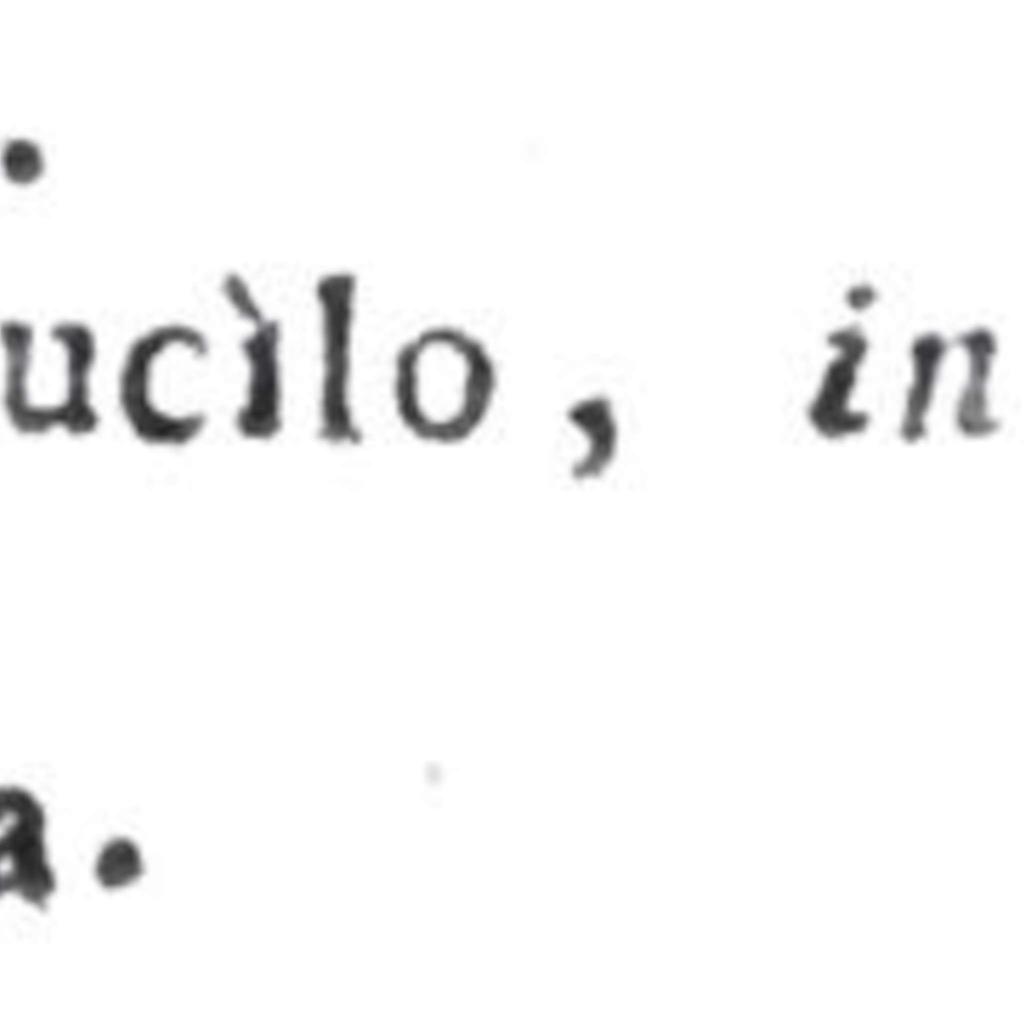 .
ucìlo, in
a.